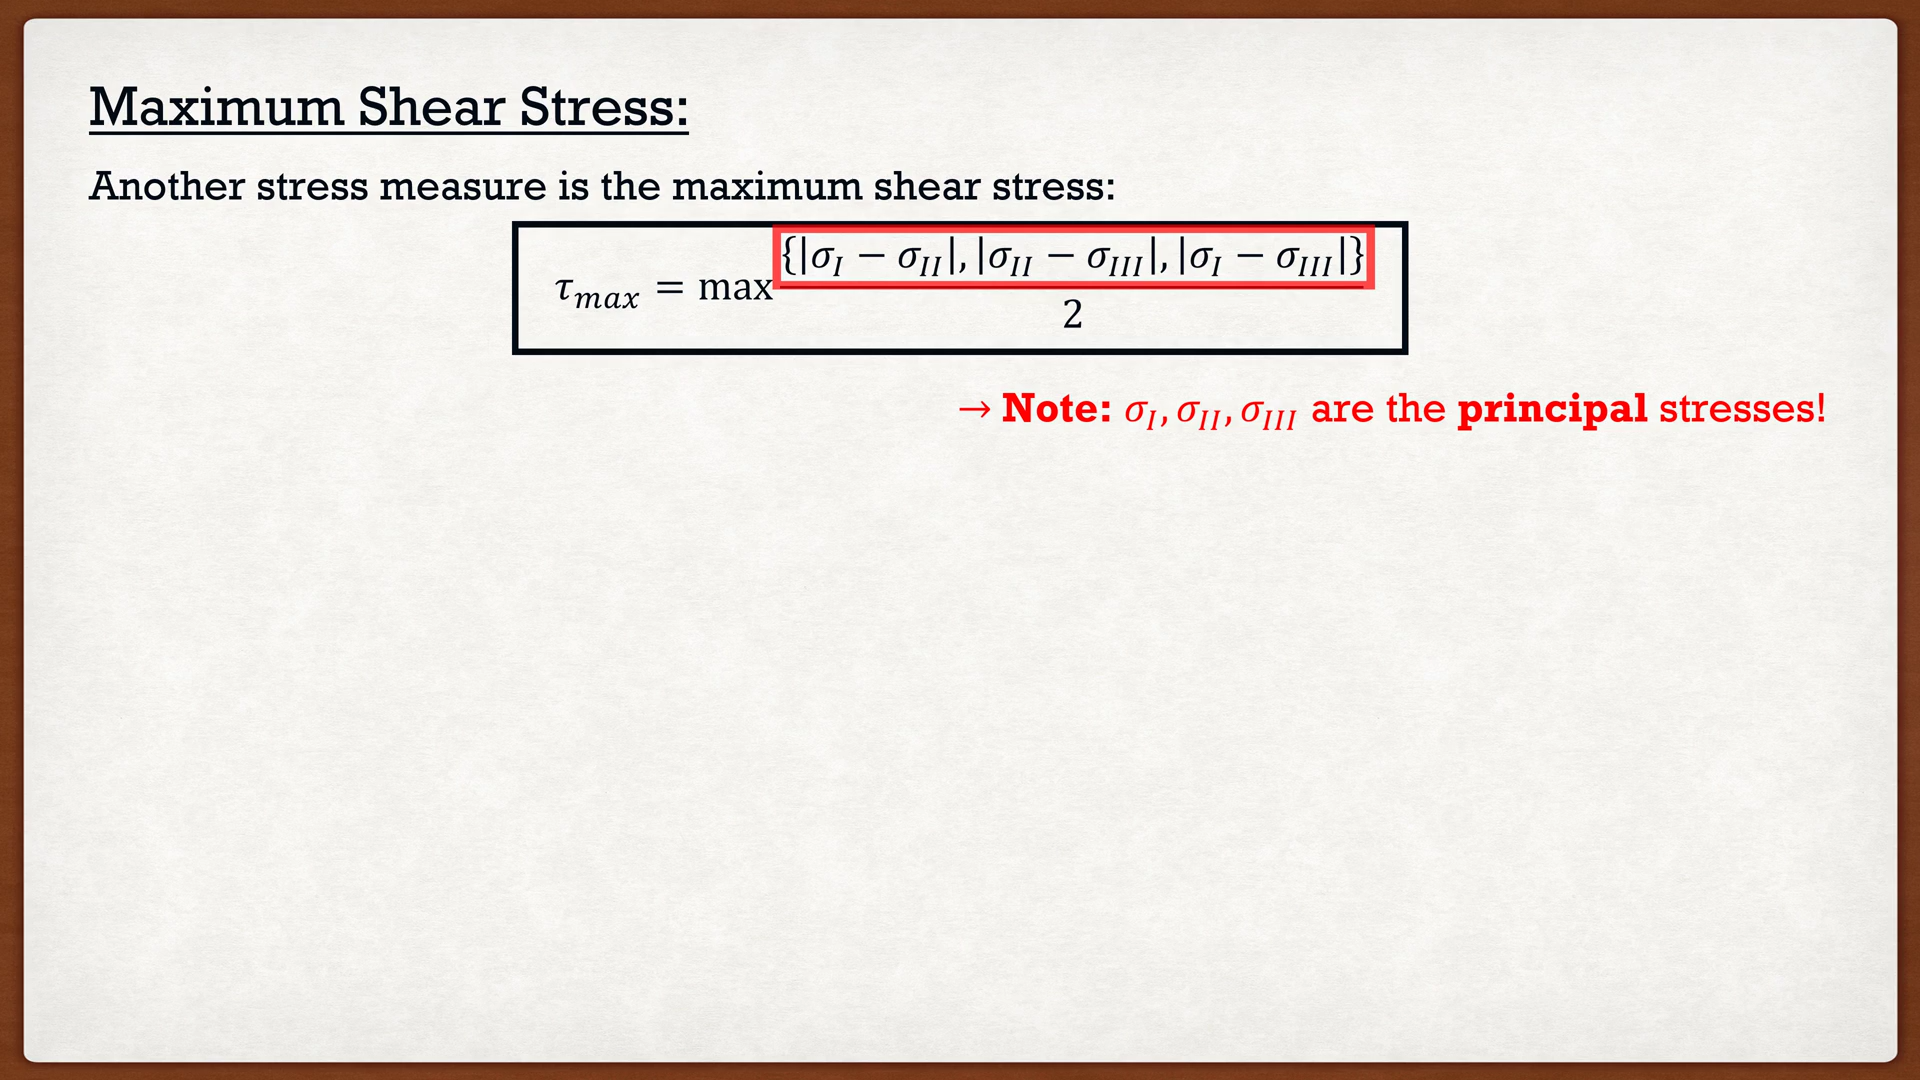 Maximum Shear Stress:
Another stress measure is the maximum shear stress:
τ_max = max {|σ_I − σ_II|, |σ_II − σ_III|, |σ_I − σ_III|} / 2
→ Note: σ_I, σ_II, σ_III are the principal stresses!